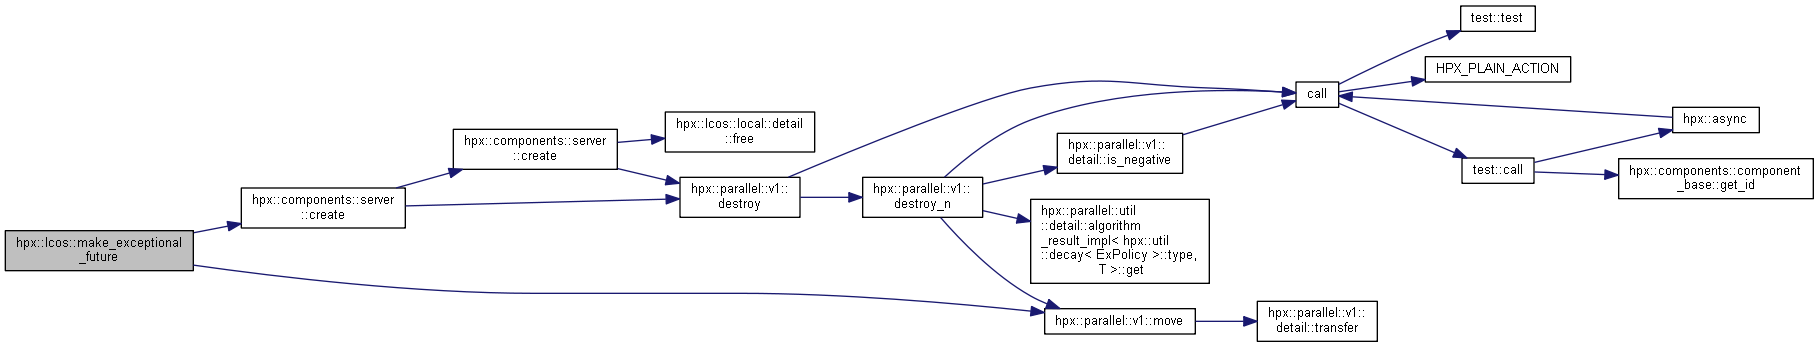 test::test
HPX_PLAIN_ACTION
call
hpx::async
hpx::lcos::local::detail
::free
hpx::components::server
::create
hpx::parallel::v1::
detail::is_negative
test::call
hpx::components::component
_base::get_id
hpx::components::server
::create
hpx::parallel::v1::
destroy
hpx::parallel::v1::
destroy_n
hpx::parallel::util
::detail::algorithm
_result_impl< hpx::util
::decay< ExPolicy >::type,
T >::get
hpx::lcos::make_exceptional
_future
hpx::parallel::v1::move
hpx::parallel::v1::
detail::transfer